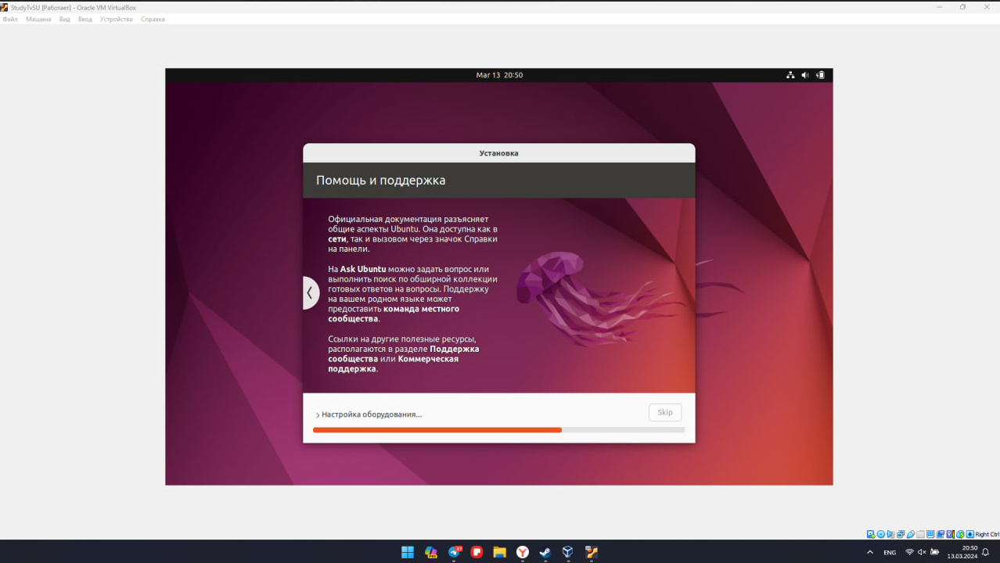 StudyTvSU [Работает] - Oracle VM VirtualBox
Файл Машина Вид Ввод Устройства Справка
Mar 13 20:50
Установка
Помощь и поддержка
Официальная документация разъясняет
общие аспекты Ubuntu. Она доступна как в
сети, так и вызовом через значок Справки
на панели.
На Ask Ubuntu можно задать вопрос или
выполнить поиск по обширной коллекции
готовых ответов на вопросы. Поддержку
на вашем родном языке может
предоставить команда местного
сообщества.
Ссылки на другие полезные ресурсы,
располагаются в разделе Поддержка
сообщества или Коммерческая
поддержка.
Настройка оборудования...
Skip
Right Ctrl
ENG
20:50
13.03.2024